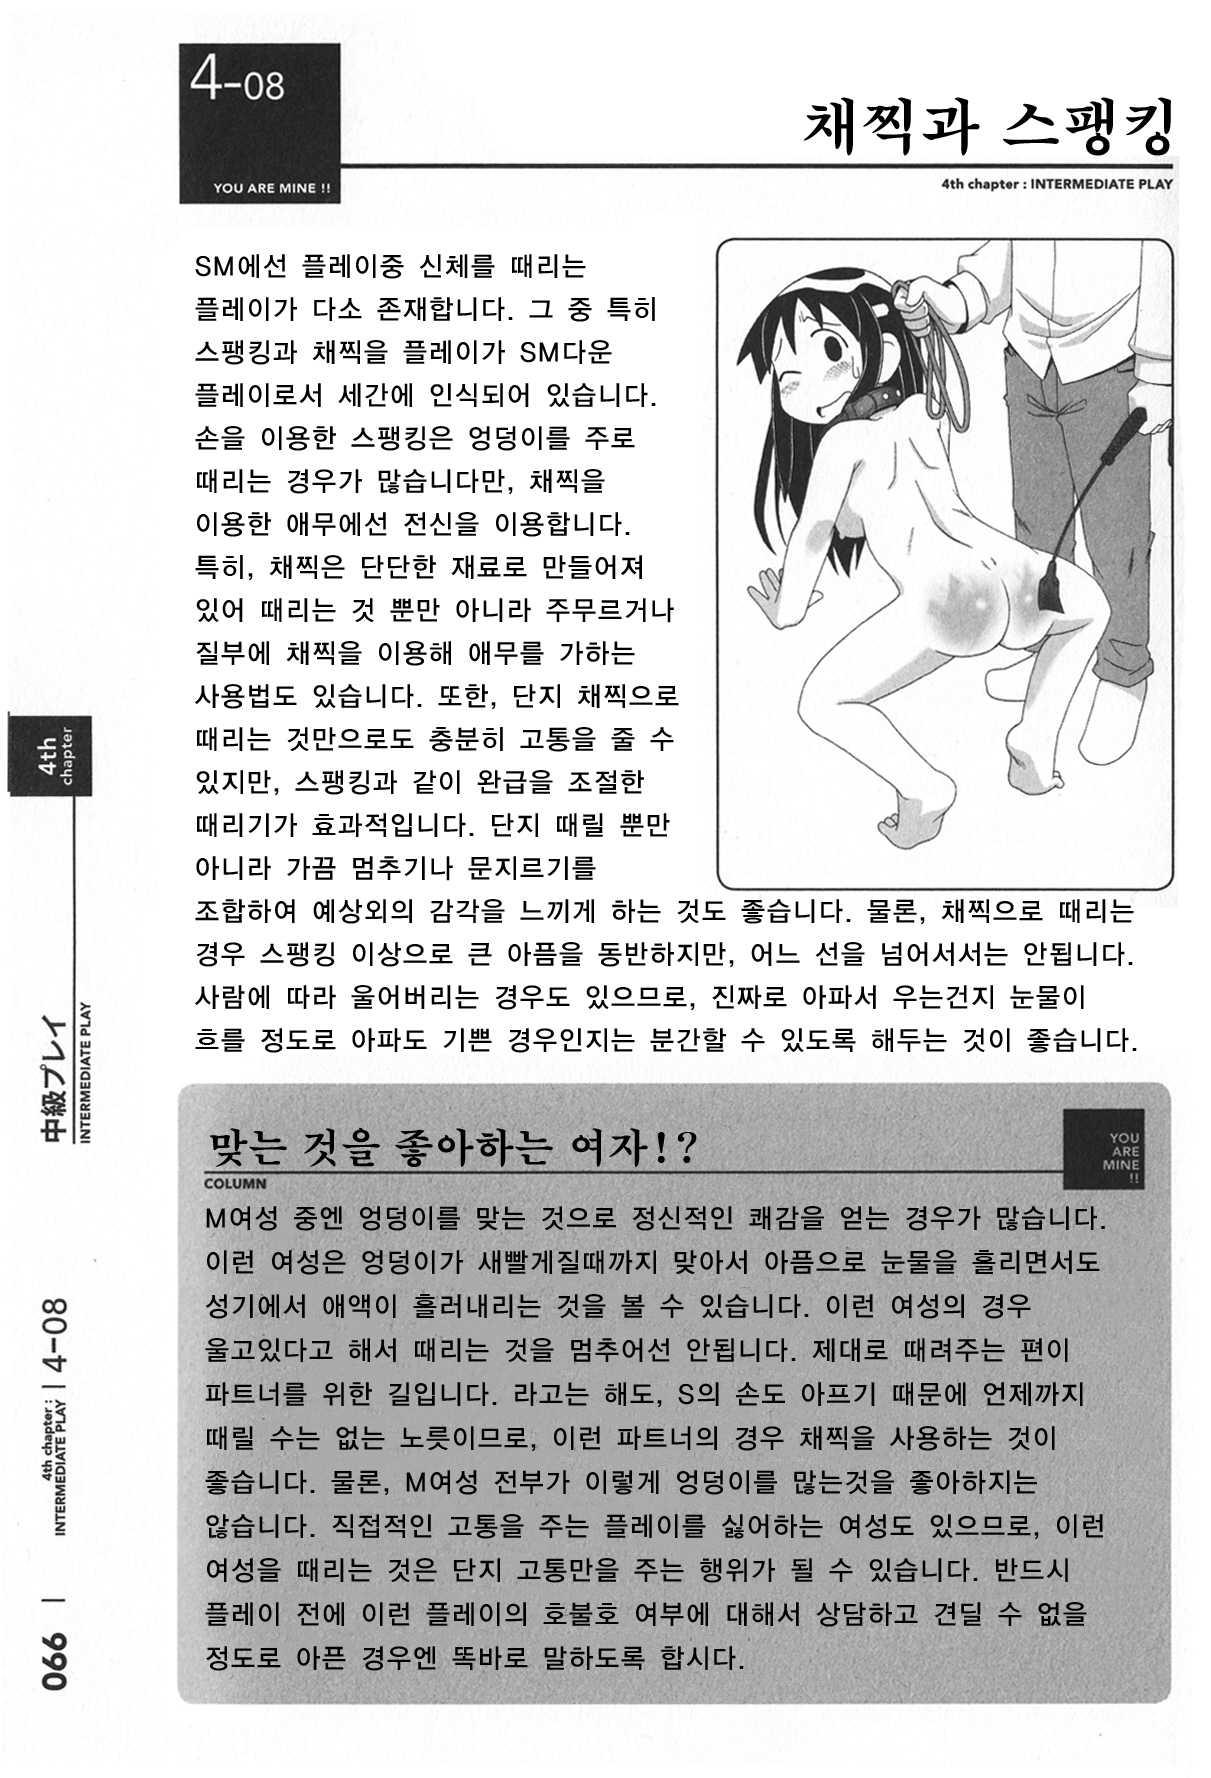 4-08
YOU ARE MINE !!
채찍과 스팽킹
4th chapter : INTERMEDIATE PLAY
SM에선 플레이중 신체를 때리는
플레이가 다소 존재합니다. 그 중 특히
스팽킹과 채찍을 플레이가 SM다운
플레이로서 세간에 인식되어 있습니다.
손을 이용한 스팽킹은 엉덩이를 주로
때리는 경우가 많습니다만, 채찍을
이용한 애무에선 전신을 이용합니다.
특히, 채찍은 단단한 재료로 만들어져
있어 때리는 것 뿐만 아니라 주무르거나
질부에 채찍을 이용해 애무를 가하는
사용법도 있습니다. 또한, 단지 채찍으로
때리는 것만으로도 충분히 고통을 줄 수
있지만, 스팽킹과 같이 완급을 조절한
때리기가 효과적입니다. 단지 때릴 뿐만
아니라 가끔 멈추기나 문지르기를
조합하여 예상외의 감각을 느끼게 하는 것도 좋습니다. 물론, 채찍으로 때리는
경우 스팽킹 이상으로 큰 아픔을 동반하지만, 어느 선을 넘어서서는 안됩니다.
사람에 따라 울어버리는 경우도 있으므로, 진짜로 아파서 우는건지 눈물이
흐를 정도로 아파도 기쁜 경우인지는 분간할 수 있도록 해두는 것이 좋습니다.
맞는 것을 좋아하는 여자!?
COLUMN
YOU
ARE
MINE
!!
M여성 중엔 엉덩이를 맞는 것으로 정신적인 쾌감을 얻는 경우가 많습니다.
이런 여성은 엉덩이가 새빨게질때까지 맞아서 아픔으로 눈물을 흘리면서도
성기에서 애액이 흘러내리는 것을 볼 수 있습니다. 이런 여성의 경우
울고있다고 해서 때리는 것을 멈추어선 안됩니다. 제대로 때려주는 편이
파트너를 위한 길입니다. 라고는 해도, S의 손도 아프기 때문에 언제까지
때릴 수는 없는 노릇이므로, 이런 파트너의 경우 채찍을 사용하는 것이
좋습니다. 물론, M여성 전부가 이렇게 엉덩이를 많는것을 좋아하지는
않습니다. 직접적인 고통을 주는 플레이를 싫어하는 여성도 있으므로, 이런
여성을 때리는 것은 단지 고통만을 주는 행위가 될 수 있습니다. 반드시
플레이 전에 이런 플레이의 호불호 여부에 대해서 상담하고 견딜 수 없을
정도로 아픈 경우엔 똑바로 말하도록 합시다.
4th
chapter
中級プレイ
INTERMEDIATE PLAY
4th chapter :
INTERMEDIATE PLAY
4-08
066